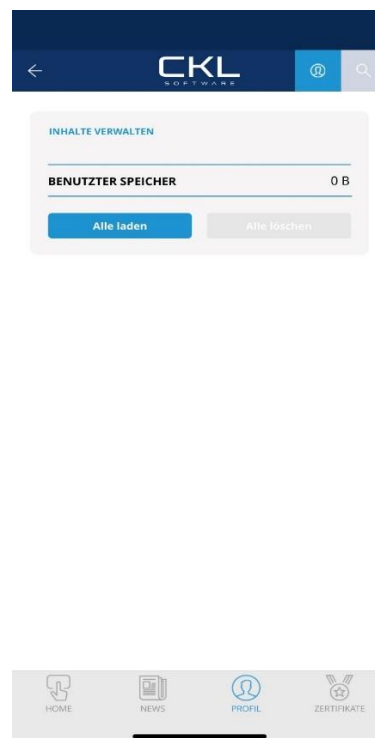 CKL
SOFTWARE
INHALTE VERWALTEN
BENUTZTER SPEICHER 0 B
Alle laden Alle löschen
HOME NEWS PROFIL ZERTIFIKATE